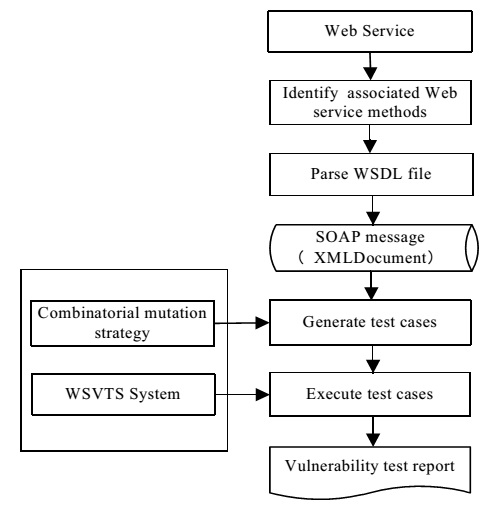 Web Service
Identify associated Web
service methods
Parse WSDL file
SOAP message
( XMLDocument)
Combinatorial mutation
strategy
Generate test cases
WSVTS System
Execute test cases
Vulnerability test report